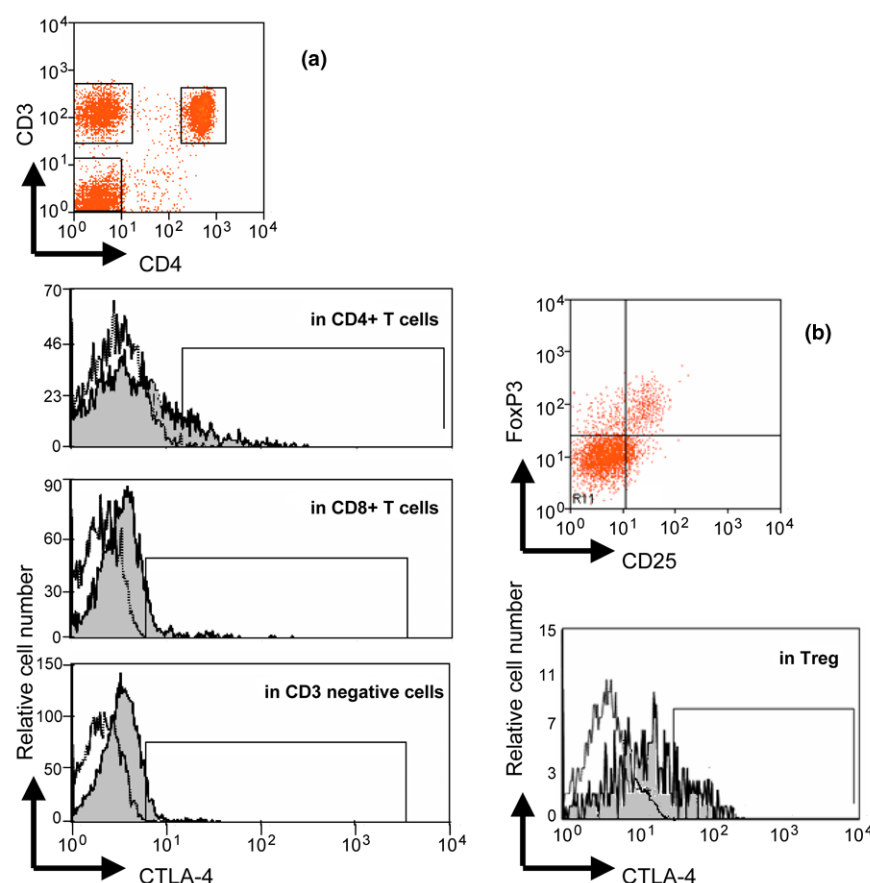 (a)
CD3
10⁴
10³
10²
10¹
10⁰
10⁰ 10¹ 10² 10³ 10⁴
CD4
Relative cell number
70
46
23
0
in CD4+ T cells
90
60
30
0
in CD8+ T cells
150
100
50
0
in CD3 negative cells
10⁰ 10¹ 10² 10³ 10⁴
CTLA-4
(b)
FoxP3
10⁴
10³
10²
10¹
10⁰
R11
10⁰ 10¹ 10² 10³ 10⁴
CD25
Relative cell number
15
11
7
3
0
in Treg
10⁰ 10¹ 10² 10³ 10⁴
CTLA-4